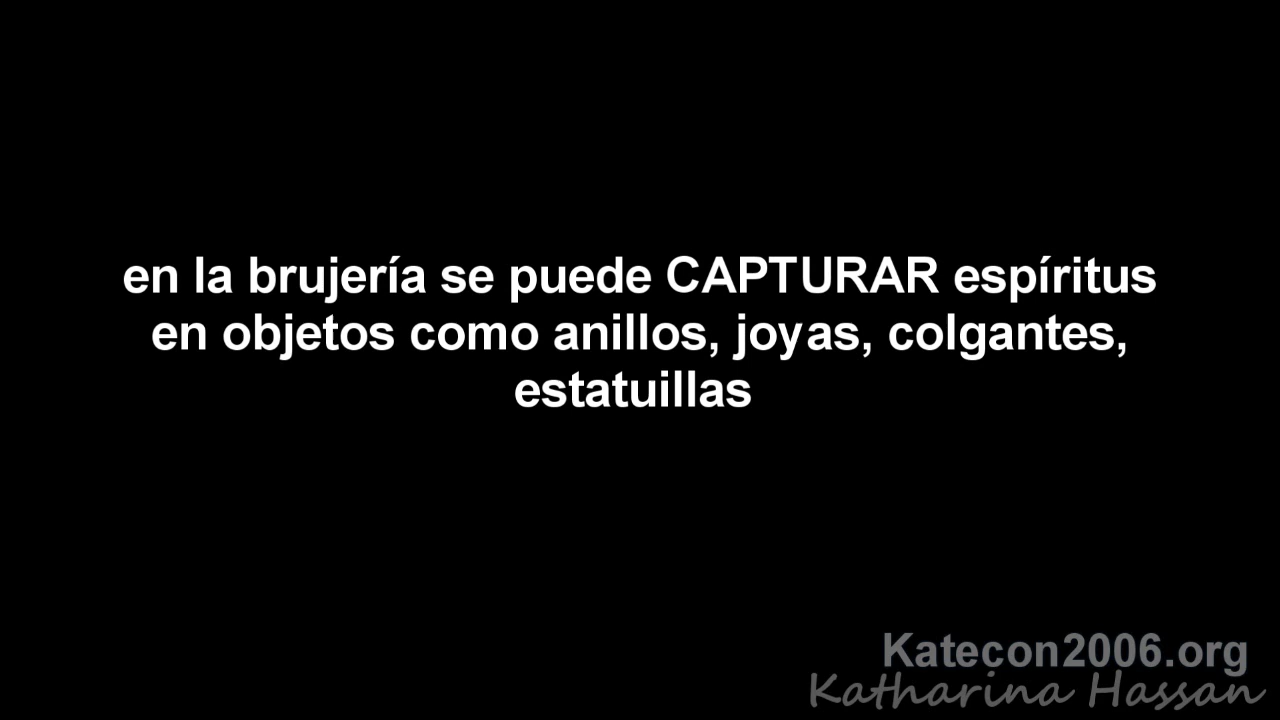 en la brujería se puede CAPTURAR espíritus
en objetos como anillos, joyas, colgantes,
estatuillas
Katecon2006.org
Katharina Hassan